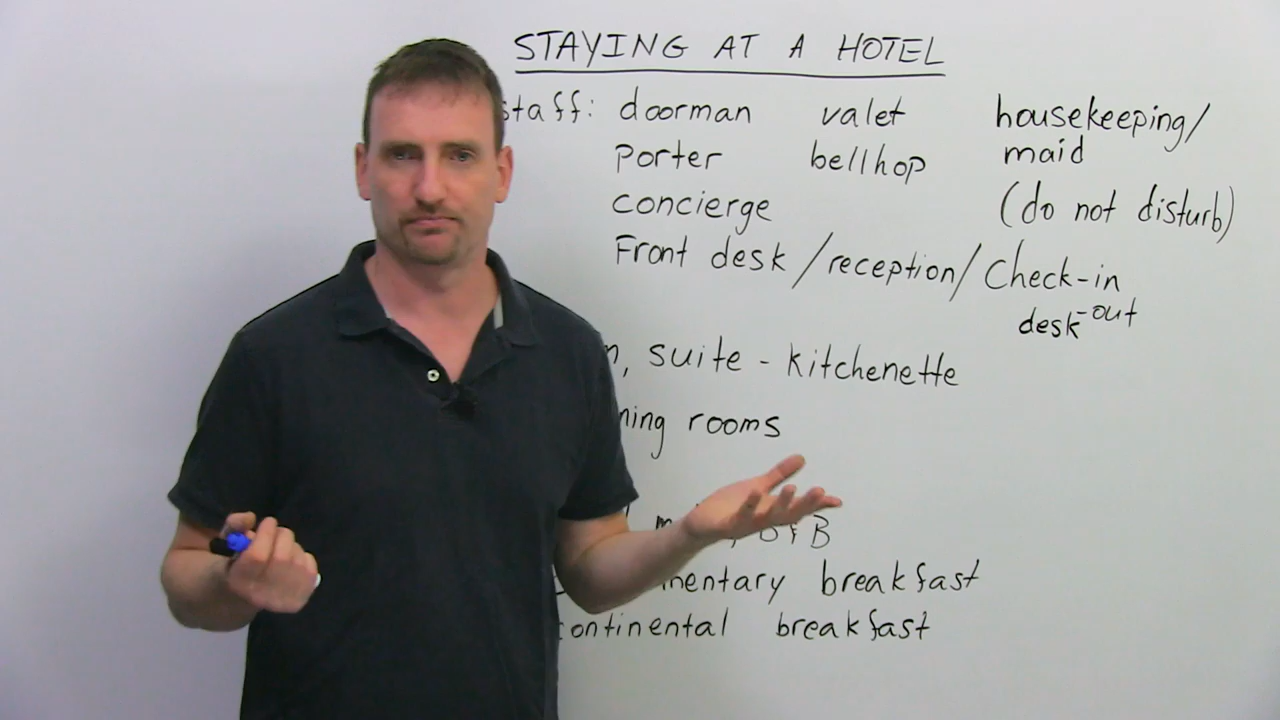 STAYING AT A HOTEL
staff: doorman valet housekeeping/
porter bellhop maid
concierge (do not disturb)
Front desk /reception/ Check-in
desk -out
suite - kitchenette
rooms
B
breakfast
continental breakfast